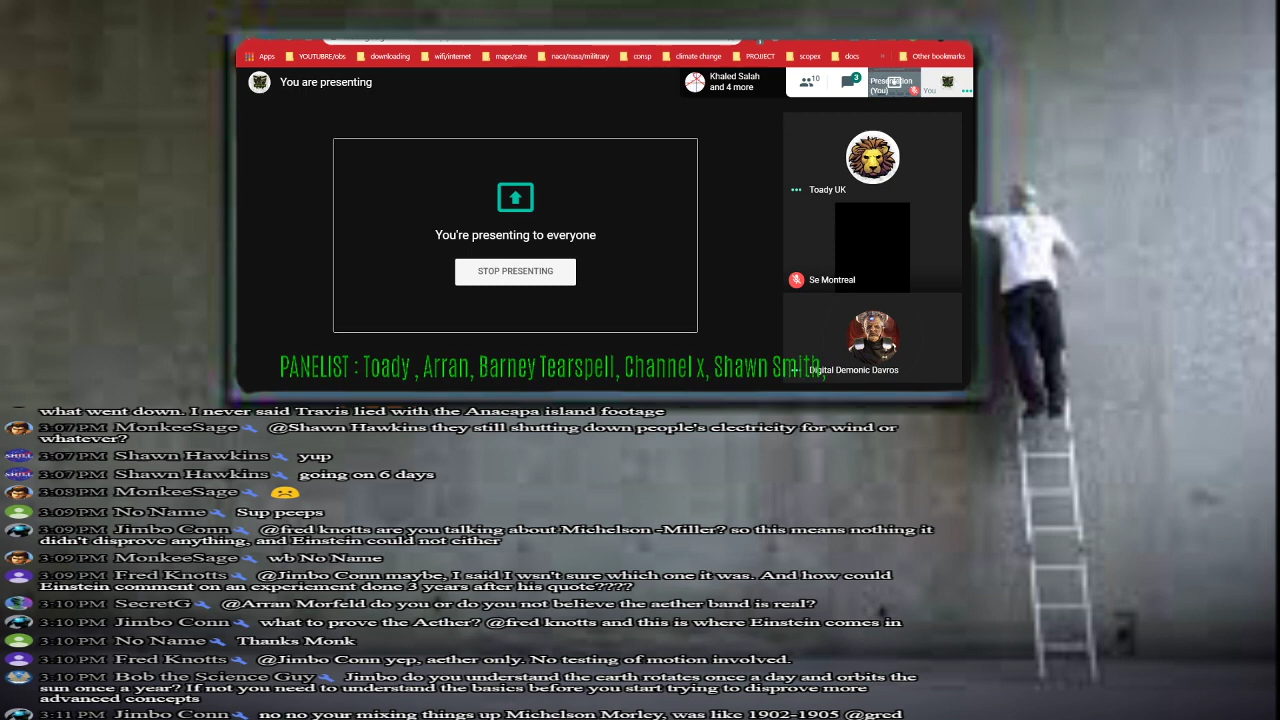 Apps YOUTUBRE/obs downloading wifi/internet maps/sate naca/nasa/militrary consp climate change PROJECT scopex docs Other bookmarks
You are presenting
Khaled Salah
and 4 more
10
3
(You)
You
Toady UK
You're presenting to everyone
STOP PRESENTING
Se Montreal
PANELIST : Toady , Arran, Barney Tearspell, Channel x, Shawn Smith,
Digital Demonic Davros
what went down. I never said Travis lied with the Anacapa island footage
3:07 PM MonkeeSage @Shawn Hawkins they still shutting down people's electricity for wind or
whatever?
3:07 PM Shawn Hawkins yup
3:07 PM Shawn Hawkins going on 6 days
3:08 PM MonkeeSage
3:09 PM No Name Sup peeps
3:09 PM Jimbo Conn @fred knotts are you talking about Michelson -Miller? so this means nothing it
didn't disprove anything, and Einstein could not either
3:09 PM MonkeeSage wb No Name
3:09 PM Fred Knotts @Jimbo Conn maybe, I said I wsn't sure which one it was. And how could
Einstein comment on an experiement done 3 years after his quote????
3:10 PM SecretG @Arran Morfeld do you or do you not believe the aether band is real?
3:10 PM Jimbo Conn what to prove the Aether? @fred knotts and this is where Einstein comes in
3:10 PM No Name Thanks Monk
3:10 PM Fred Knotts @Jimbo Conn yep, aether only. No testing of motion involved.
3:10 PM Bob the Science Guy Jimbo do you understand the earth rotates once a day and orbits the
sun once a year? If not you need to understand the basics before you start trying to disprove more
advanced concepts
3:11 PM Jimbo Conn no no your mixing things up Michelson Morley, was like 1902-1905 @gred